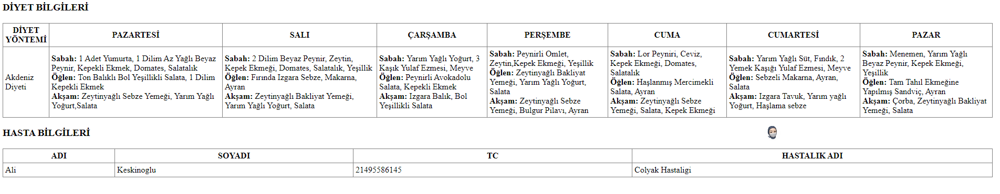 DİYET BİLGİLERİ
DİYET
YÖNTEMİ
PAZARTESİ
SALI
ÇARŞAMBA
PERŞEMBE
CUMA
CUMARTESİ
PAZAR
Akdeniz
Diyeti
Sabah: 1 Adet Yumurta, 1 Dilim Az Yağlı Beyaz
Peynir, Kepekli Ekmek, Domates, Salatalık
Öğlen: Ton Balıklı Bol Yeşillikli Salata, 1 Dilim
Kepekli Ekmek
Akşam: Zeytinyağlı Sebze Yemeği, Yarım Yağlı
Yoğurt,Salata
Sabah: 2 Dilim Beyaz Peynir, Zeytin,
Kepek Ekmeği, Domates, Salatalık, Yeşillik
Öğlen: Fırında Izgara Sebze, Makarna,
Ayran
Akşam: Zeytinyağlı Bakliyat Yemeği,
Yarım Yağlı Yoğurt, Salata
Sabah: Yarım Yağlı Yoğurt, 3
Kaşık Yulaf Ezmesi, Meyve
Öğlen: Peynirli Avokadolu
Salata, Kepekli Ekmek
Akşam: Izgara Balık, Bol
Yeşillikli Salata
Sabah: Peynirli Omlet,
Zeytin,Kepek Ekmeği, Yeşillik
Öğlen: Zeytinyağlı Bakliyat
Yemeği, Yarım Yağlı Yoğurt,
Salata
Akşam: Zeytinyağlı Sebze
Yemeği, Bulgur Pilavı, Ayran
Sabah: Lor Peyniri, Ceviz,
Kepek Ekmeği, Domates,
Salatalık
Öğlen: Haşlanmış Mercimekli
Salata, Ayran
Akşam: Zeytinyağlı Sebze
Yemeği, Salata, Kepek Ekmeği
Sabah: Yarım Yağlı Süt, Fındık, 2
Yemek Kaşığı Yulaf Ezmesi, Meyve
Öğlen: Sebzeli Makarna, Ayran,
Salata
Akşam: Izgara Tavuk, Yarım yağlı
Yoğurt, Haşlama sebze
Sabah: Menemen, Yarım Yağlı
Beyaz Peynir, Kepek Ekmeği,
Yeşillik
Öğlen: Tam Tahıl Ekmeğine
Yapılmış Sandviç, Ayran
Akşam: Çorba, Zeytinyağlı Bakliyat
Yemeği, Salata
HASTA BİLGİLERİ
ADI
SOYADI
TC
HASTALIK ADI
Ali
Keskinoglu
21495586145
Colyak Hastaligi